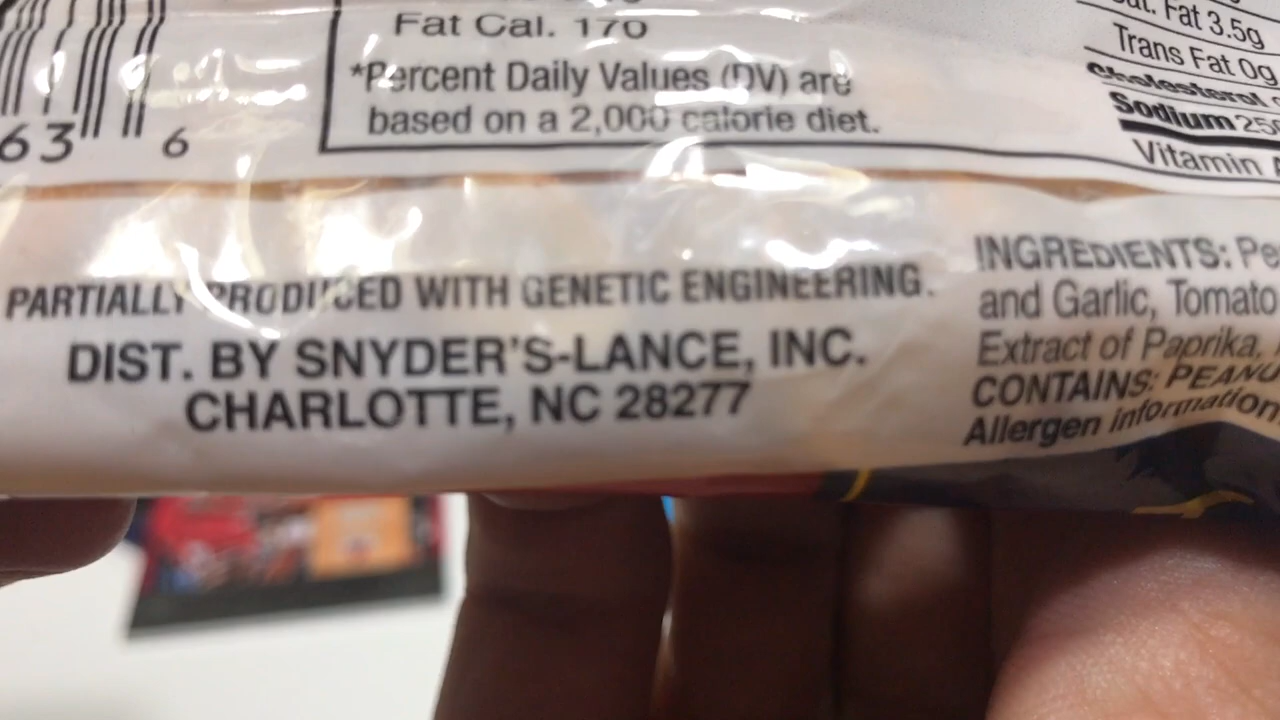 Fat Cal. 170
*Percent Daily Values (DV) are
based on a 2,000 calorie diet.
63 6
Fat 3.5g
Trans Fat 0g
Cholesterol
Sodium
Vitamin
PARTIALLY PRODUCED WITH GENETIC ENGINEERING.
DIST. BY SNYDER'S-LANCE, INC.
CHARLOTTE, NC 28277
INGREDIENTS:
and Garlic, Tomato
Extract of Paprika,
CONTAINS:
Allergen information